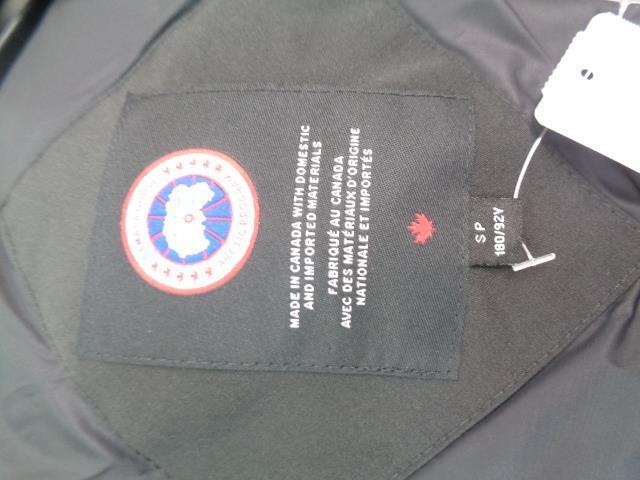 MADE IN CANADA WITH DOMESTIC
AND IMPORTED MATERIALS
FABRIQUÉ AU CANADA
AVEC DES MATÉRIAUX D'ORIGINE
NATIONALE ET IMPORTÉS
S P
180/92Y